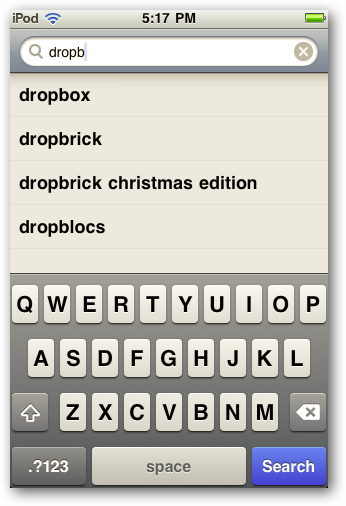 iPod 5:17 PM
dropb
dropbox
dropbrick
dropbrick christmas edition
dropblocs
Q W E R T Y U I O P
A S D F G H J K L
Z X C V B N M
.?123 space Search